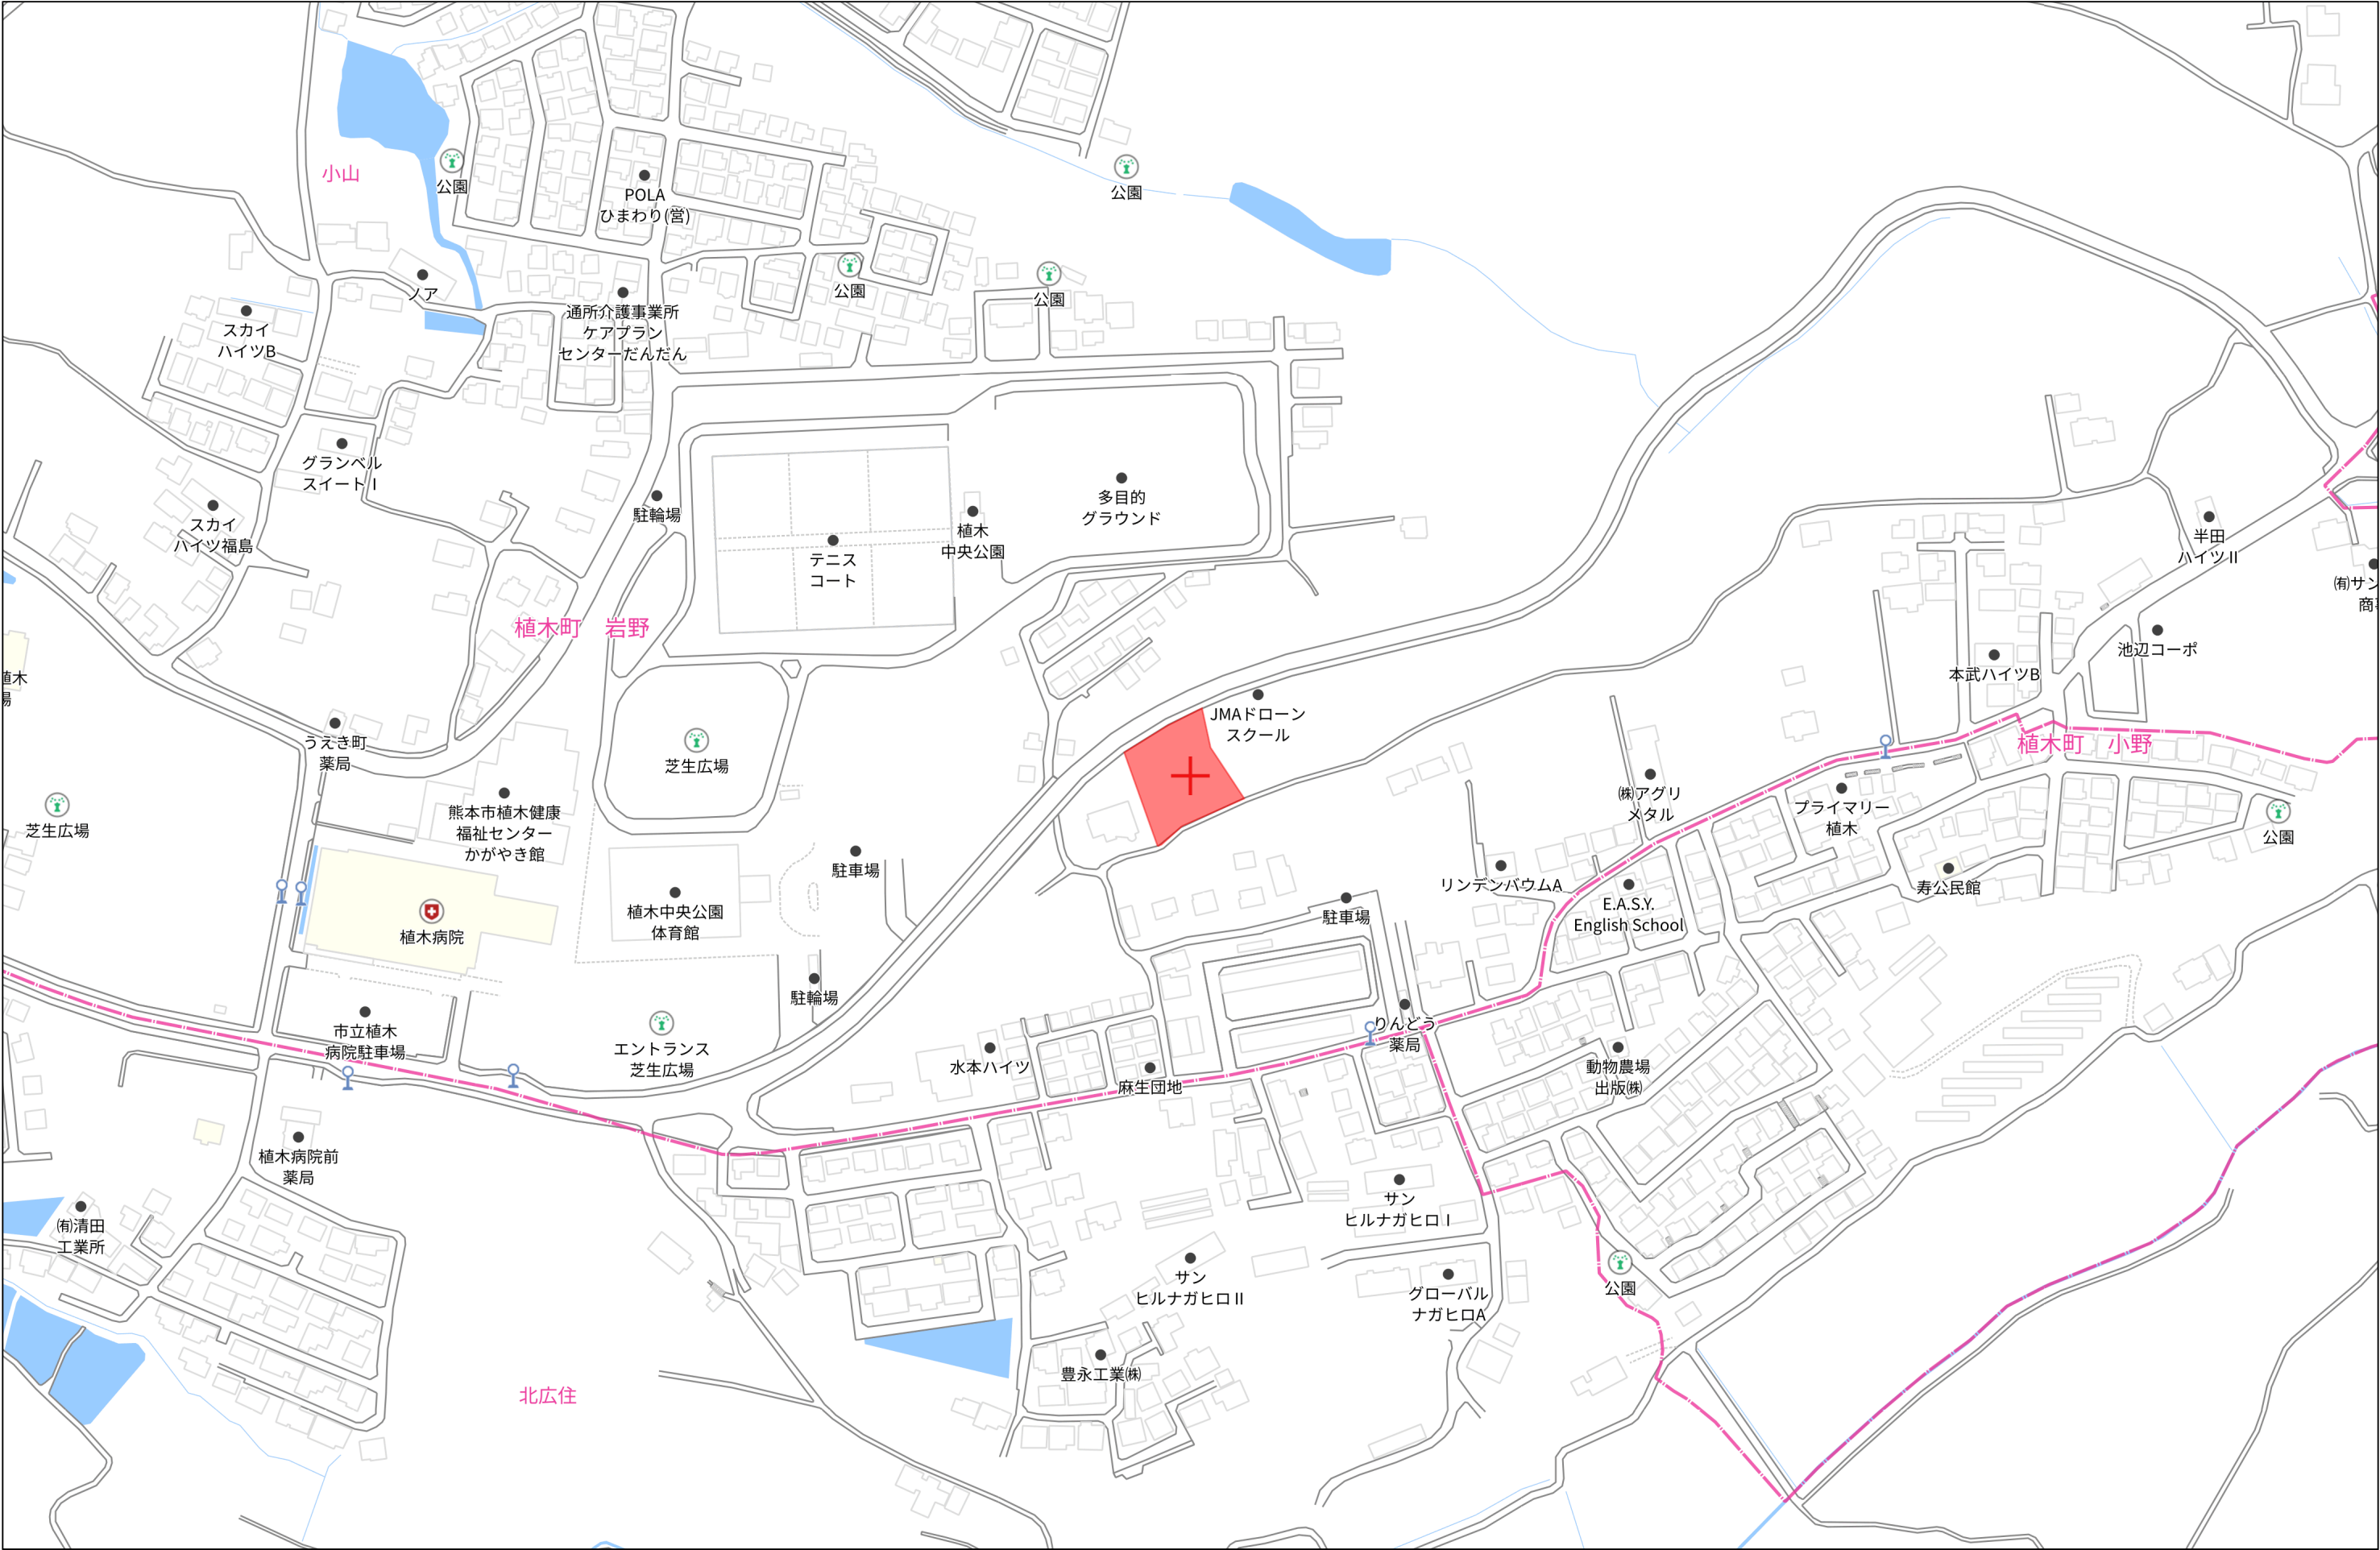 小山
公園
POLA
ひまわり(営)
公園
ノア
公園
公園
スカイ
ハイツB
通所介護事業所
ケアプラン
センターだんだん
グランベル
スイートⅠ
駐輪場
多目的
グラウンド
スカイ
ハイツ福島
テニス
コート
植木
中央公園
半田
ハイツⅡ
㈲サン
商
植木町 岩野
池辺コーポ
植木
場
本武ハイツB
JMAドローン
スクール
うえき町
薬局
芝生広場
植木町 小野
芝生広場
熊本市植木健康
福祉センター
かがやき館
㈱アグリ
メタル
プライマリー
植木
公園
駐車場
リンデンバウムA
寿公民館
植木病院
植木中央公園
体育館
駐車場
E.A.S.Y.
English School
駐輪場
市立植木
病院駐車場
エントランス
芝生広場
りんどう
薬局
水本ハイツ
麻生団地
動物農場
出版㈱
植木病院前
薬局
㈲清田
工業所
サン
ヒルナガヒロⅠ
サン
ヒルナガヒロⅡ
グローバル
ナガヒロA
公園
豊永工業㈱
北広住